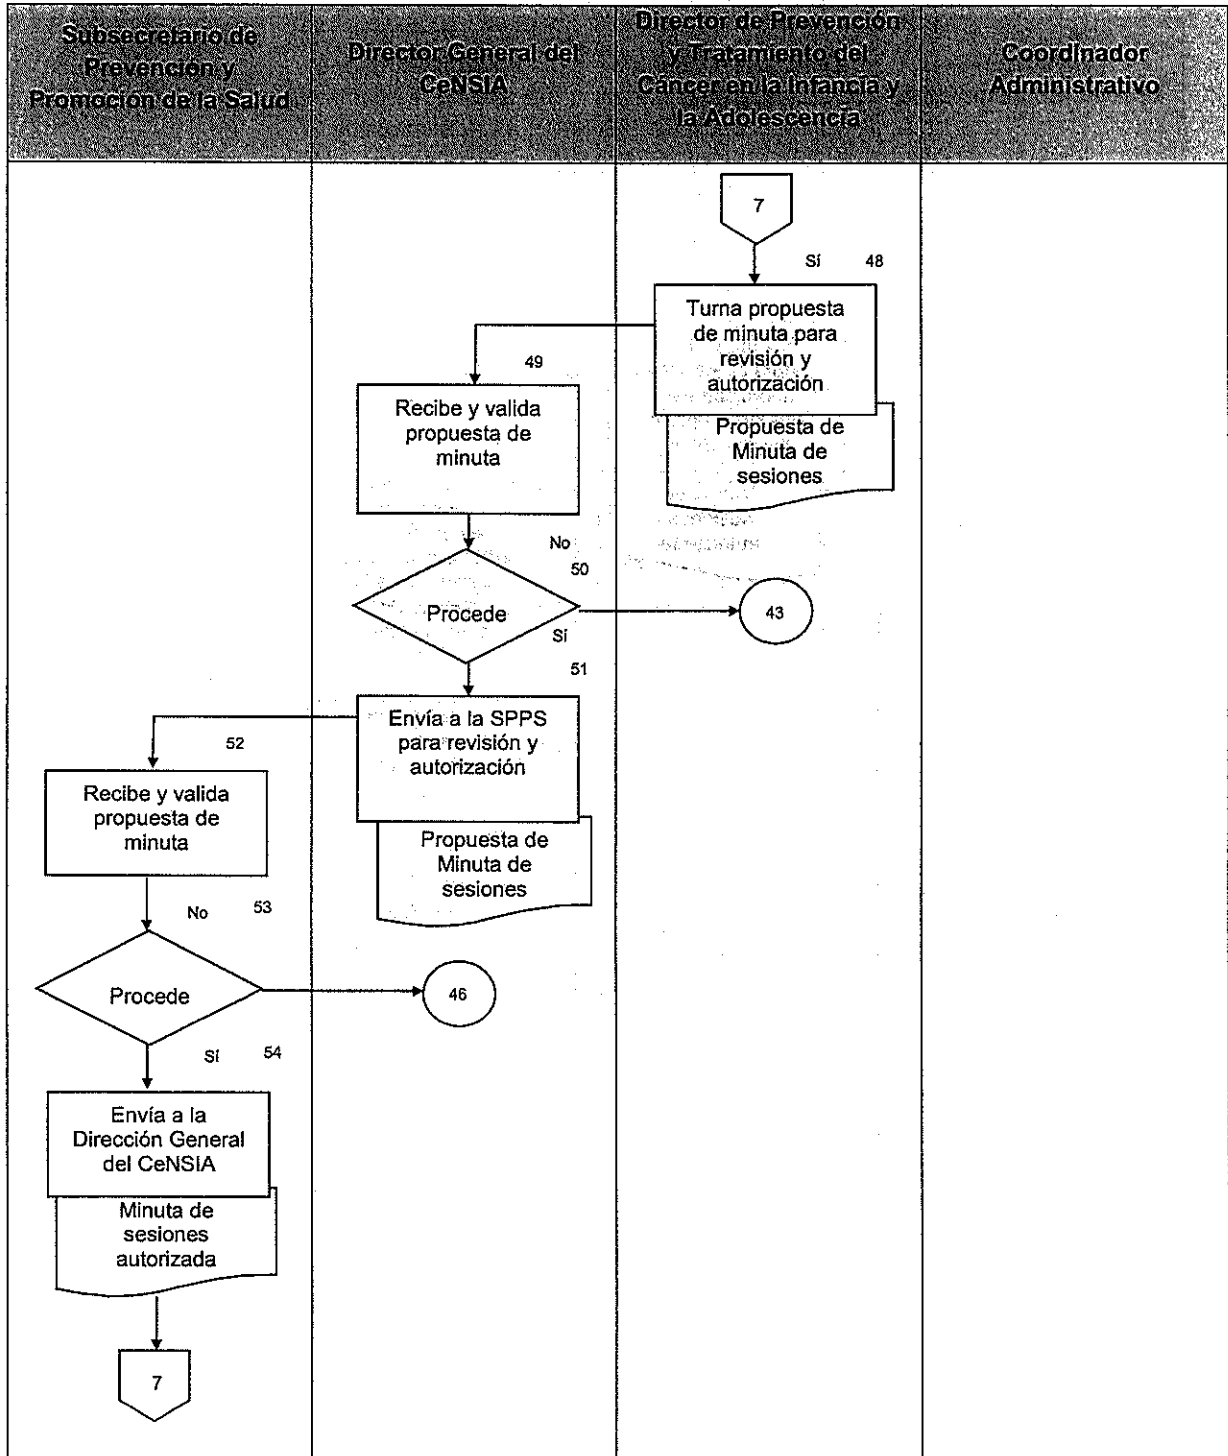 Subsecretario de
Prevención y
Promoción de la Salud
Director General del
CeNSIA
Director de Prevención
y Tratamiento del
Cáncer en la Infancia y
la Adolescencia
Coordinador
Administrativo
7
Sí 48
Turna propuesta
de minuta para
revisión y
autorización
Propuesta de
Minuta de
sesiones
49
Recibe y valida
propuesta de
minuta
No
50
Procede
43
Sí
51
Envía a la SPPS
para revisión y
autorización
Propuesta de
Minuta de
sesiones
52
Recibe y valida
propuesta de
minuta
No 53
Procede
46
Sí 54
Envía a la
Dirección General
del CeNSIA
Minuta de
sesiones
autorizada
7